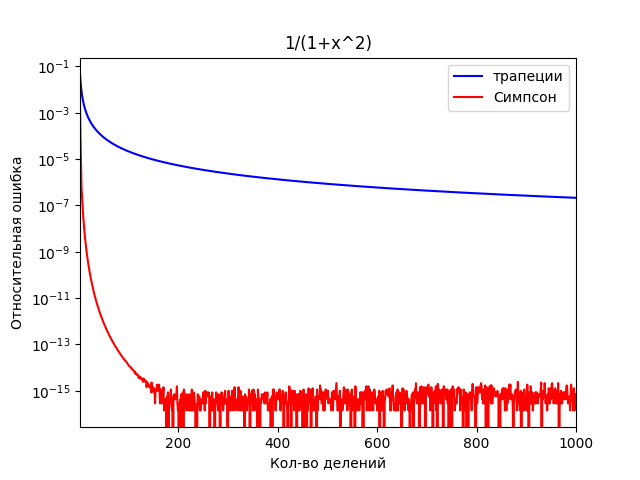 1/(1+x^2)
Относительная ошибка
10⁻¹
10⁻³
10⁻⁵
10⁻⁷
10⁻⁹
10⁻¹¹
10⁻¹³
10⁻¹⁵
трапеции
Симпсон
200 400 600 800 1000
Кол-во делений